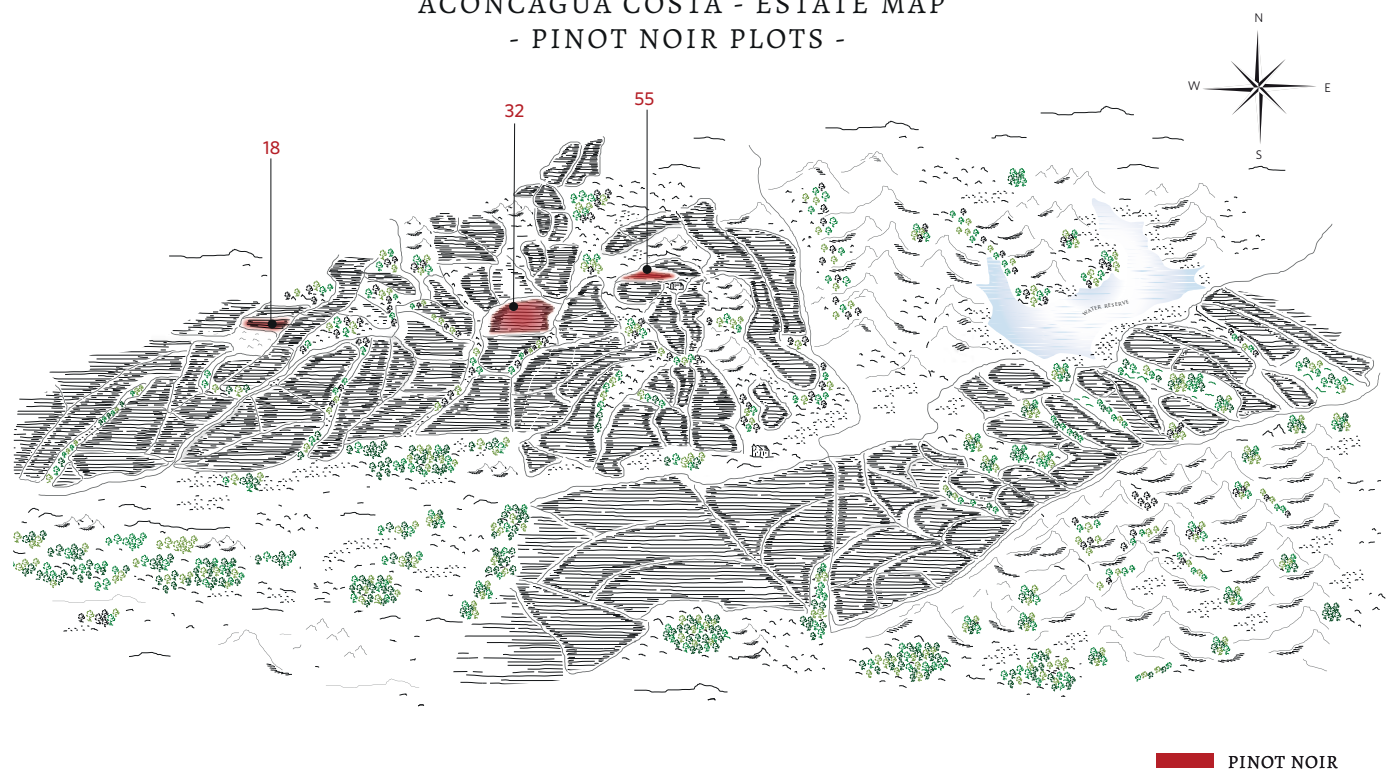 ACONCAGUA COSTA - ESTATE MAP
- PINOT NOIR PLOTS -
N
W
E
S
55
32
18
WATER RESERVE
PINOT NOIR